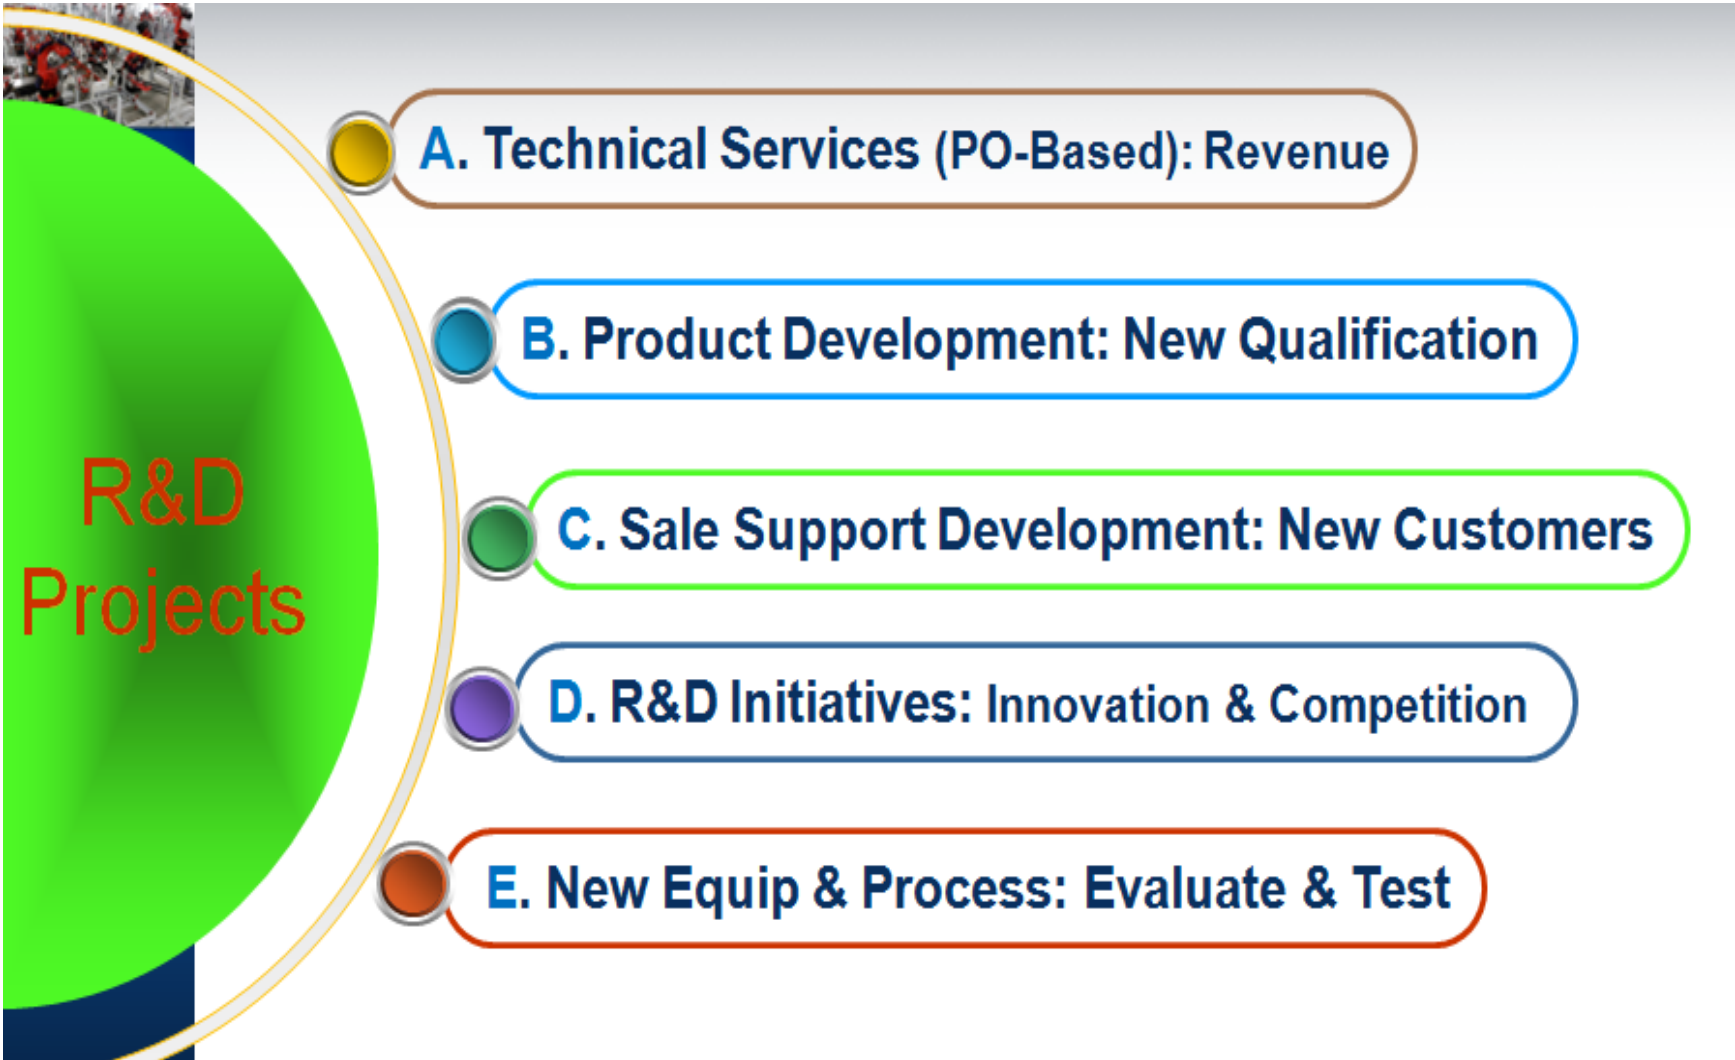 R&D
Projects
A. Technical Services (PO-Based): Revenue
B. Product Development: New Qualification
C. Sale Support Development: New Customers
D. R&D Initiatives: Innovation & Competition
E. New Equip & Process: Evaluate & Test